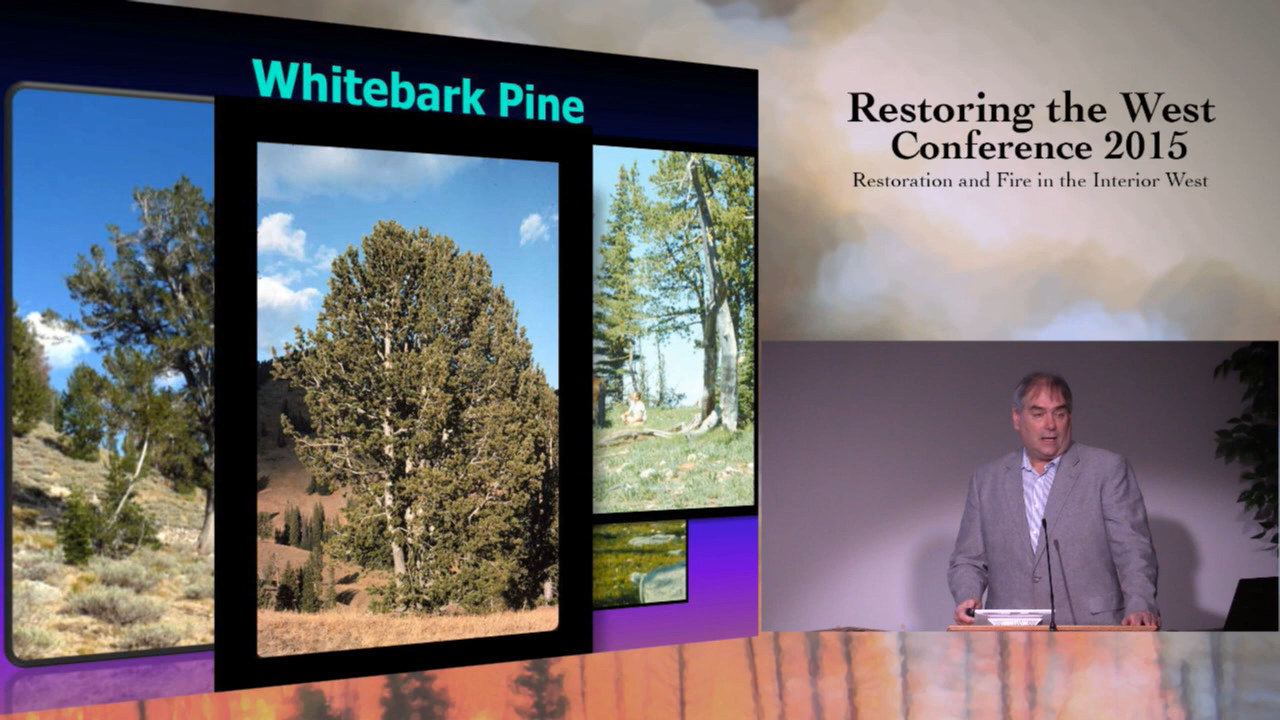 Whitebark Pine
Restoring the West
Conference 2015
Restoration and Fire in the Interior West